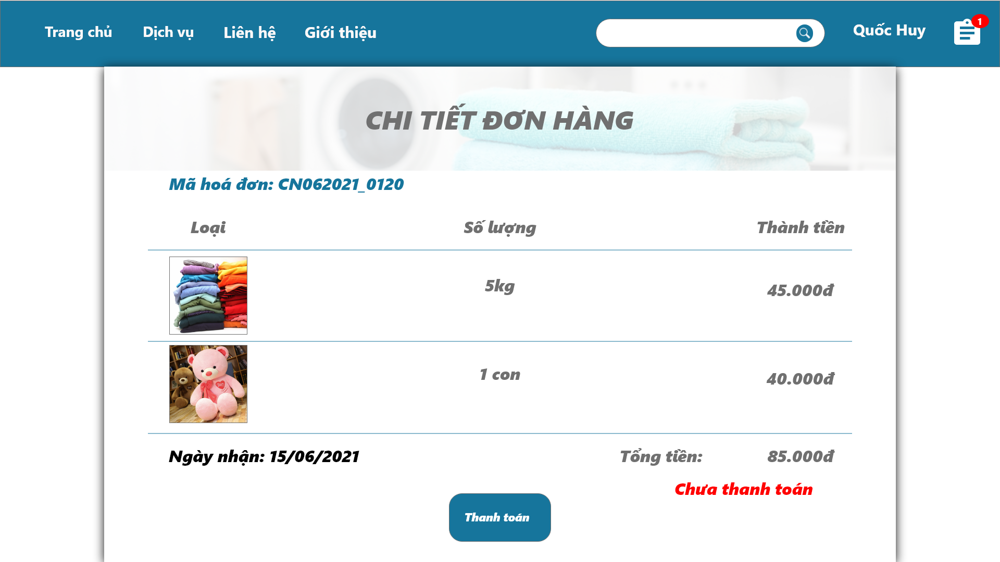 Trang chủ Dịch vụ Liên hệ Giới thiệu Quốc Huy 1
CHI TIẾT ĐƠN HÀNG
Mã hoá đơn: CN062021_0120
Loại Số lượng Thành tiền
5kg 45.000đ
1 con 40.000đ
Ngày nhận: 15/06/2021 Tổng tiền: 85.000đ
Chưa thanh toán
Thanh toán